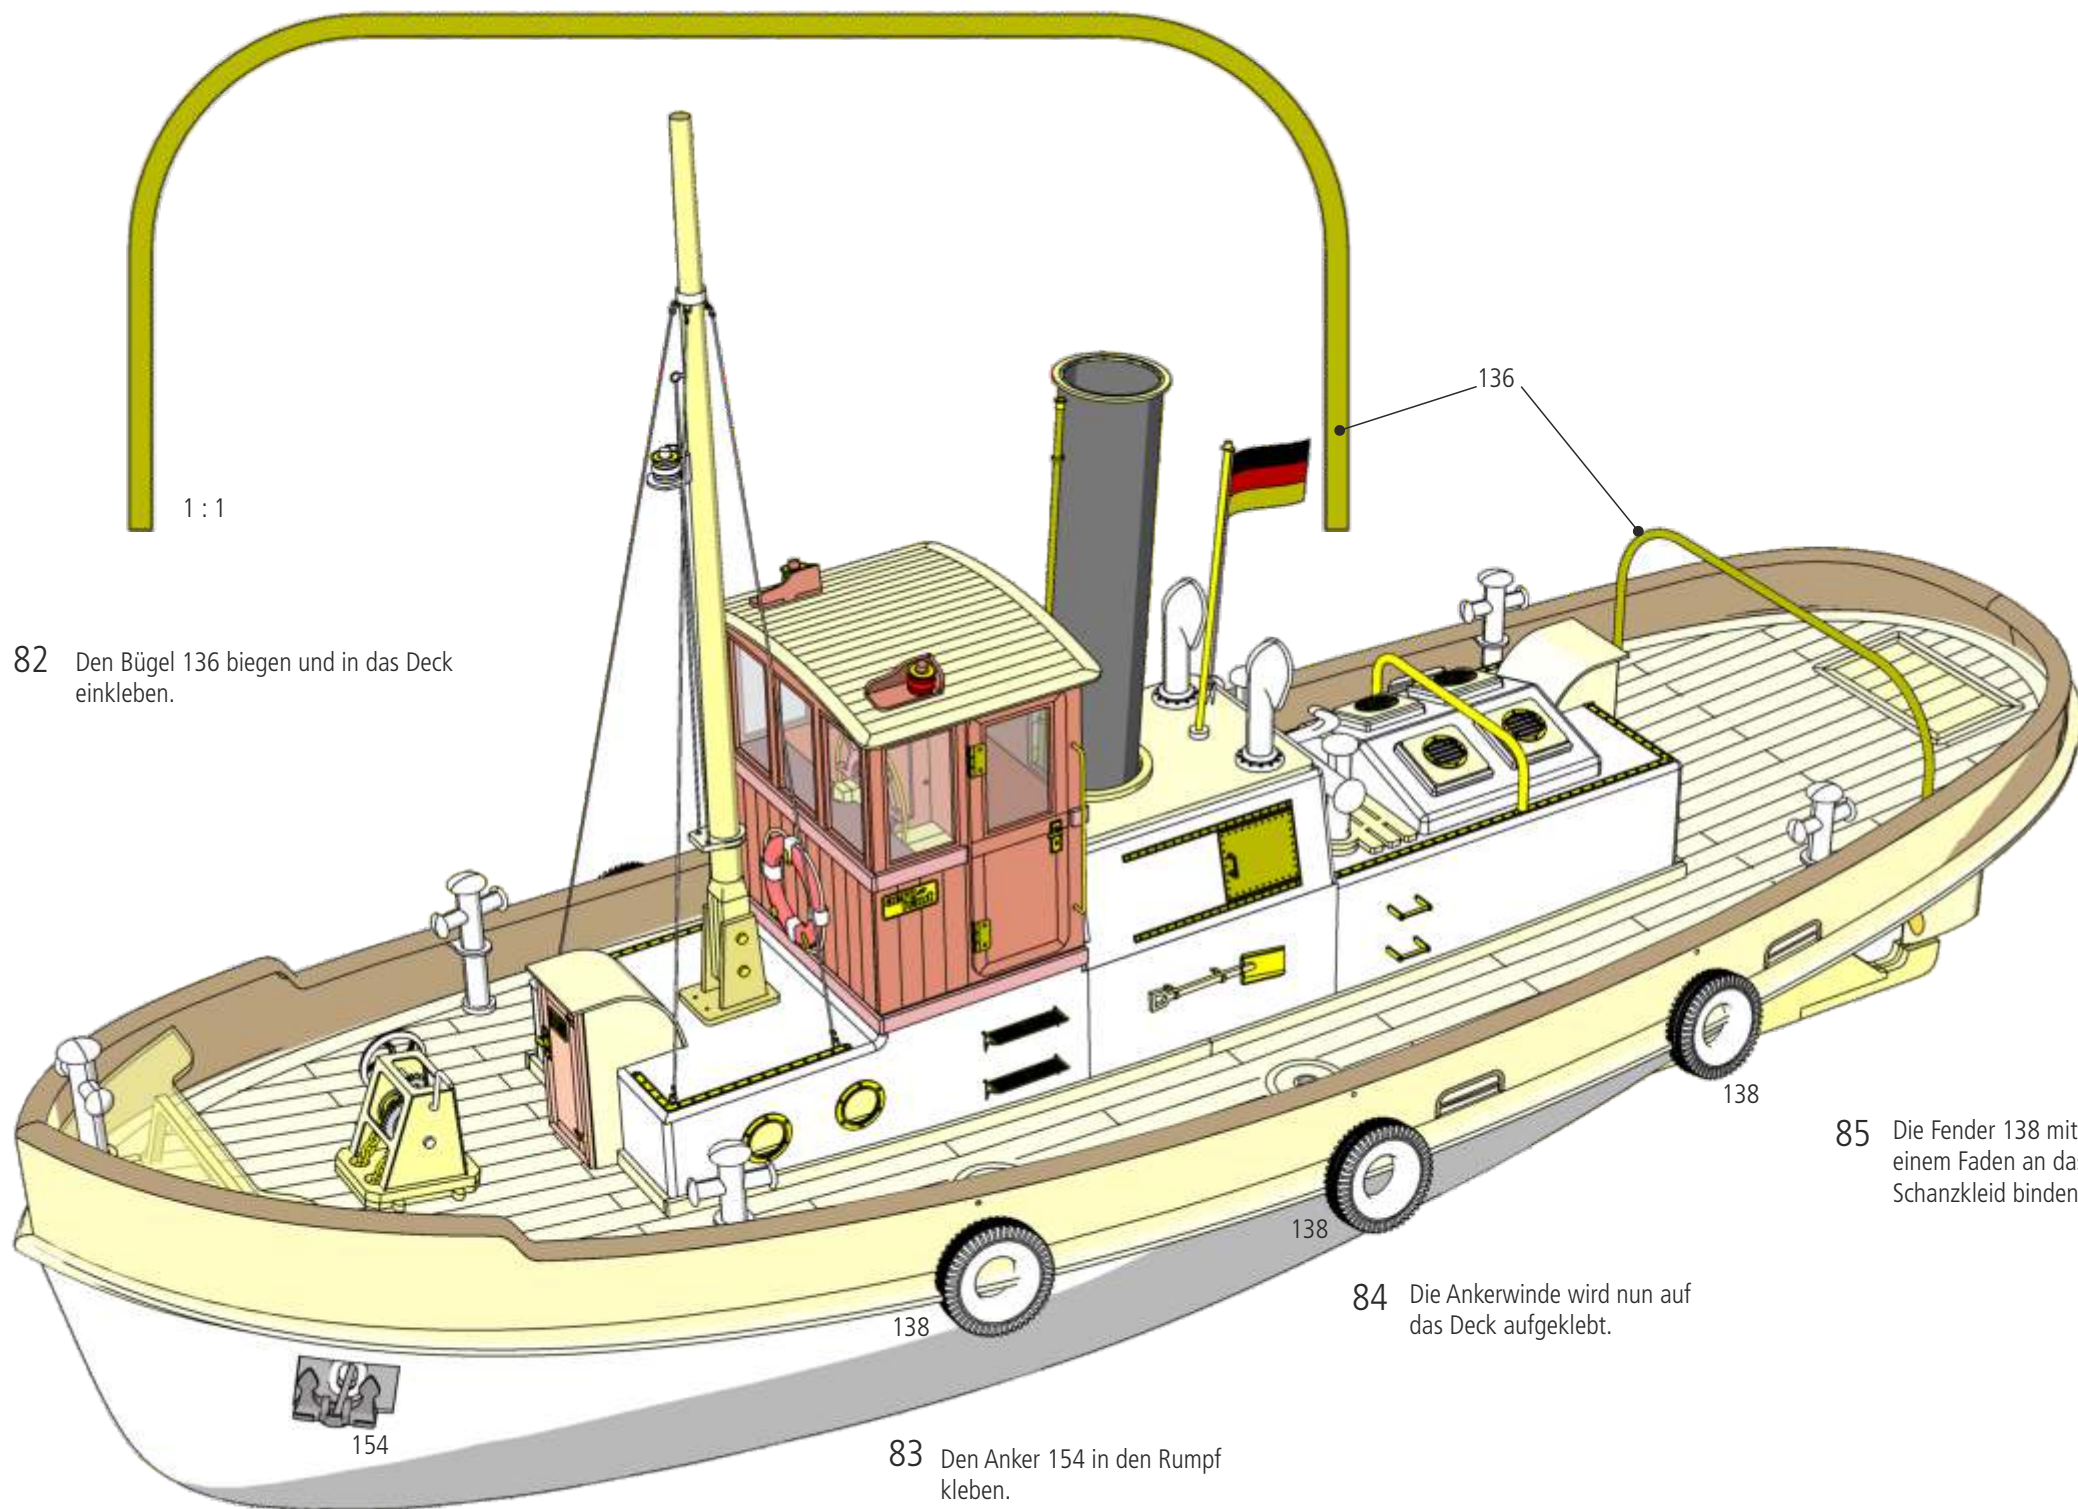 136
1 : 1
82 Den Bügel 136 biegen und in das Deck
einkleben.
138
85 Die Fender 138 mit
einem Faden an das
Schanzkleid binden
138
84 Die Ankerwinde wird nun auf
das Deck aufgeklebt.
138
154
83 Den Anker 154 in den Rumpf
kleben.